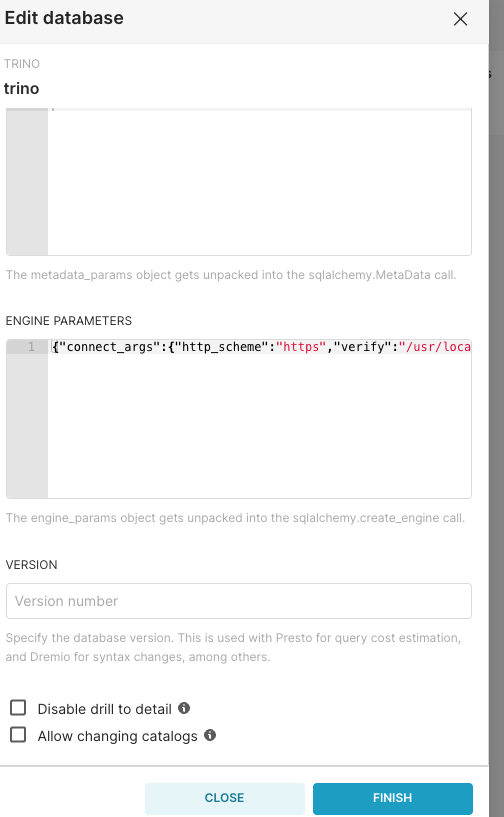 Edit database
TRINO
trino
The metadata_params object gets unpacked into the sqlalchemy.MetaData call.
ENGINE PARAMETERS
1 {"connect_args":{"http_scheme":"https","verify":"/usr/loca
The engine_params object gets unpacked into the sqlalchemy.create_engine call.
VERSION
Version number
Specify the database version. This is used with Presto for query cost estimation,
and Dremio for syntax changes, among others.
Disable drill to detail
Allow changing catalogs
CLOSE FINISH